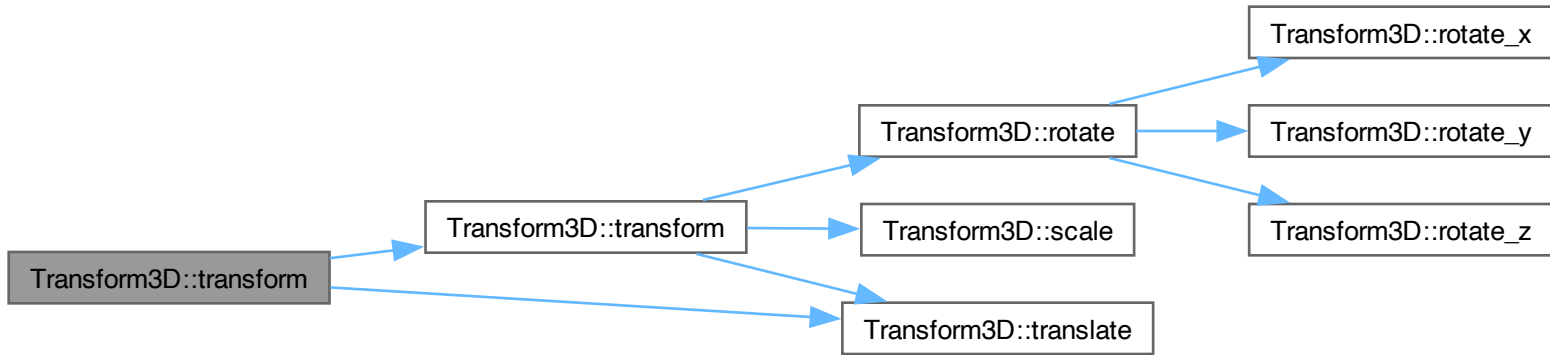 Transform3D::transform
Transform3D::transform
Transform3D::rotate
Transform3D::scale
Transform3D::translate
Transform3D::rotate_x
Transform3D::rotate_y
Transform3D::rotate_z